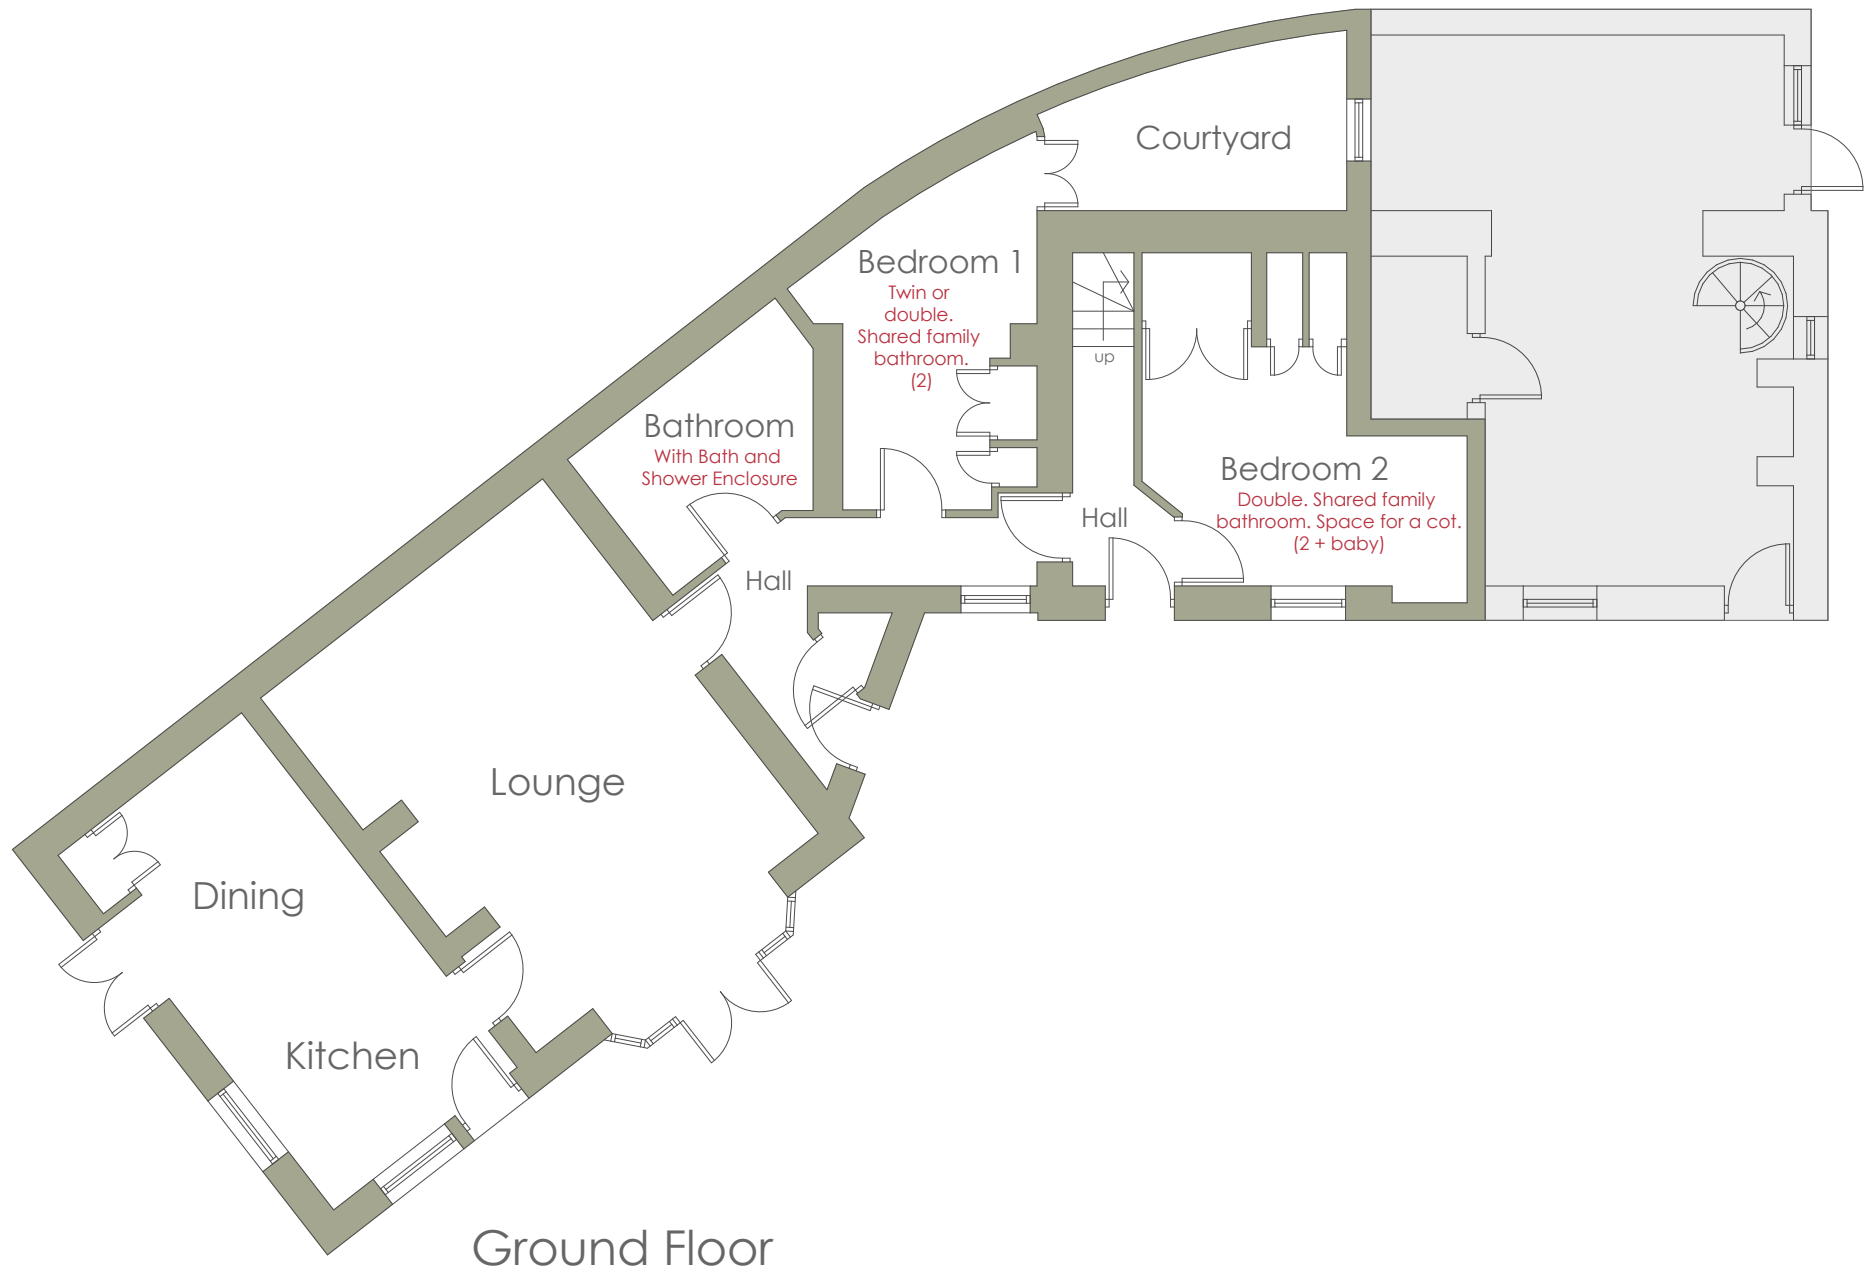 Courtyard
Bedroom 1
Twin or
double.
Shared family
bathroom.
(2)
up
Bathroom
With Bath and
Shower Enclosure
Bedroom 2
Double. Shared family
bathroom. Space for a cot.
(2 + baby)
Hall
Hall
Lounge
Dining
Kitchen
Ground Floor